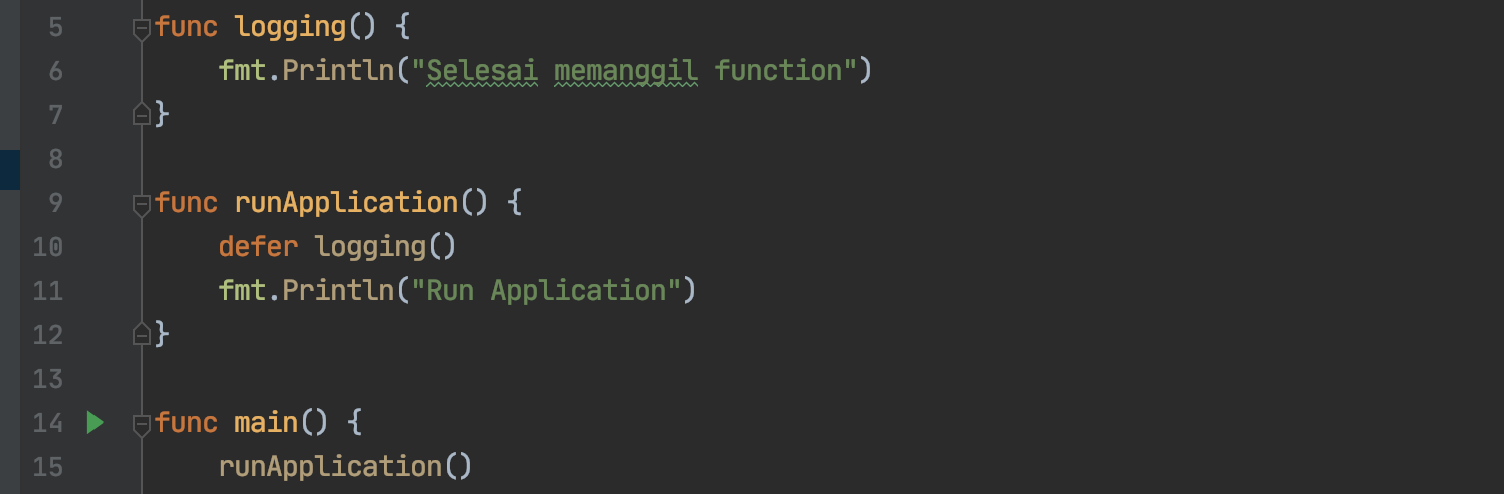 5 func logging() {
6     fmt.Println("Selesai memanggil function")
7 }
8
9 func runApplication() {
10     defer logging()
11     fmt.Println("Run Application")
12 }
13
14 func main() {
15     runApplication()